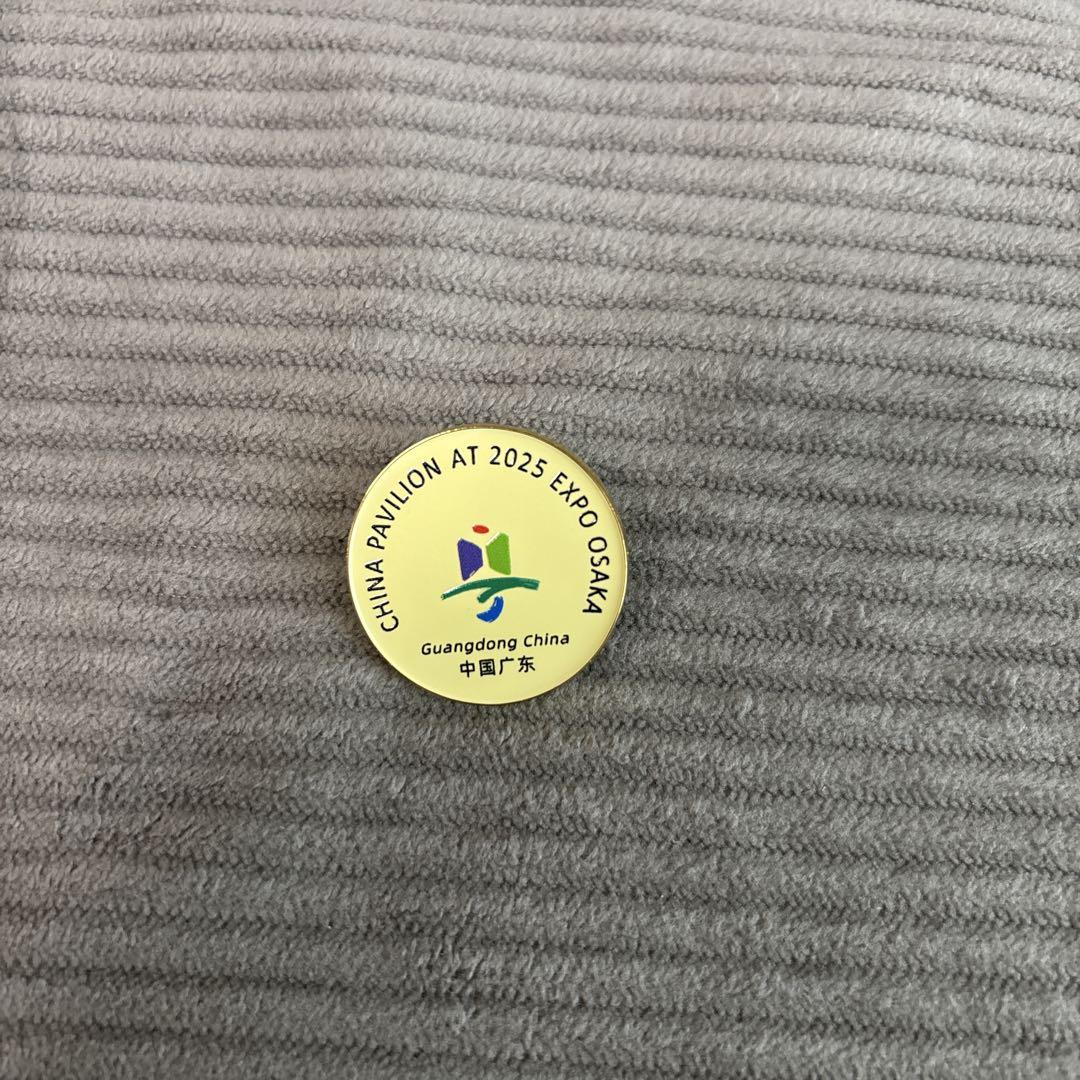 CHINA PAVILION AT 2025 EXPO OSAKA
Guangdong China
中国广东